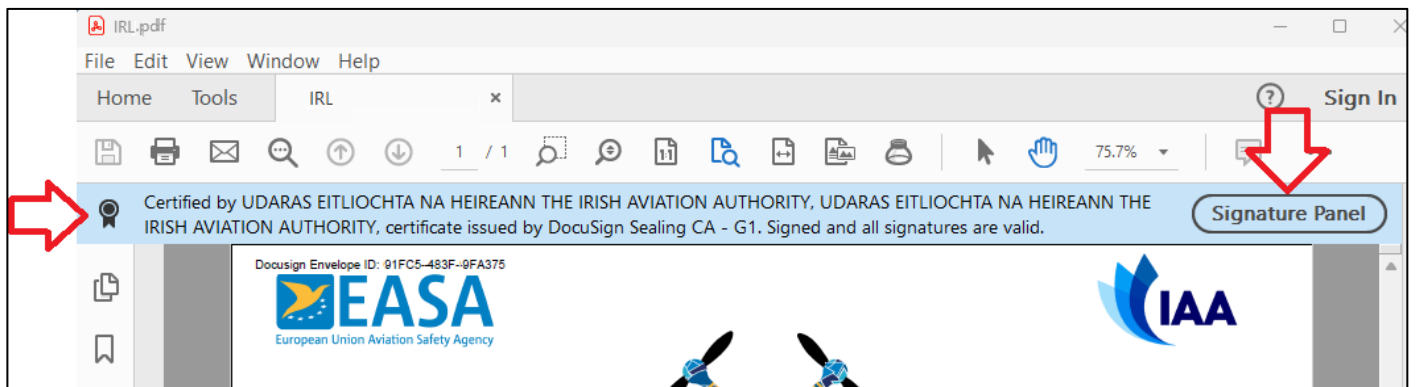 IRL.pdf
File Edit View Window Help
Home Tools IRL × ? Sign In
1 / 1 1:1 75.7%
Certified by UDARAS EITLIOCHTA NA HEIREANN THE IRISH AVIATION AUTHORITY, UDARAS EITLIOCHTA NA HEIREANN THE
IRISH AVIATION AUTHORITY, certificate issued by DocuSign Sealing CA - G1. Signed and all signatures are valid.
Signature Panel
Docusign Envelope ID: 91FC5-483F-9FA375
EASA
European Union Aviation Safety Agency
IAA